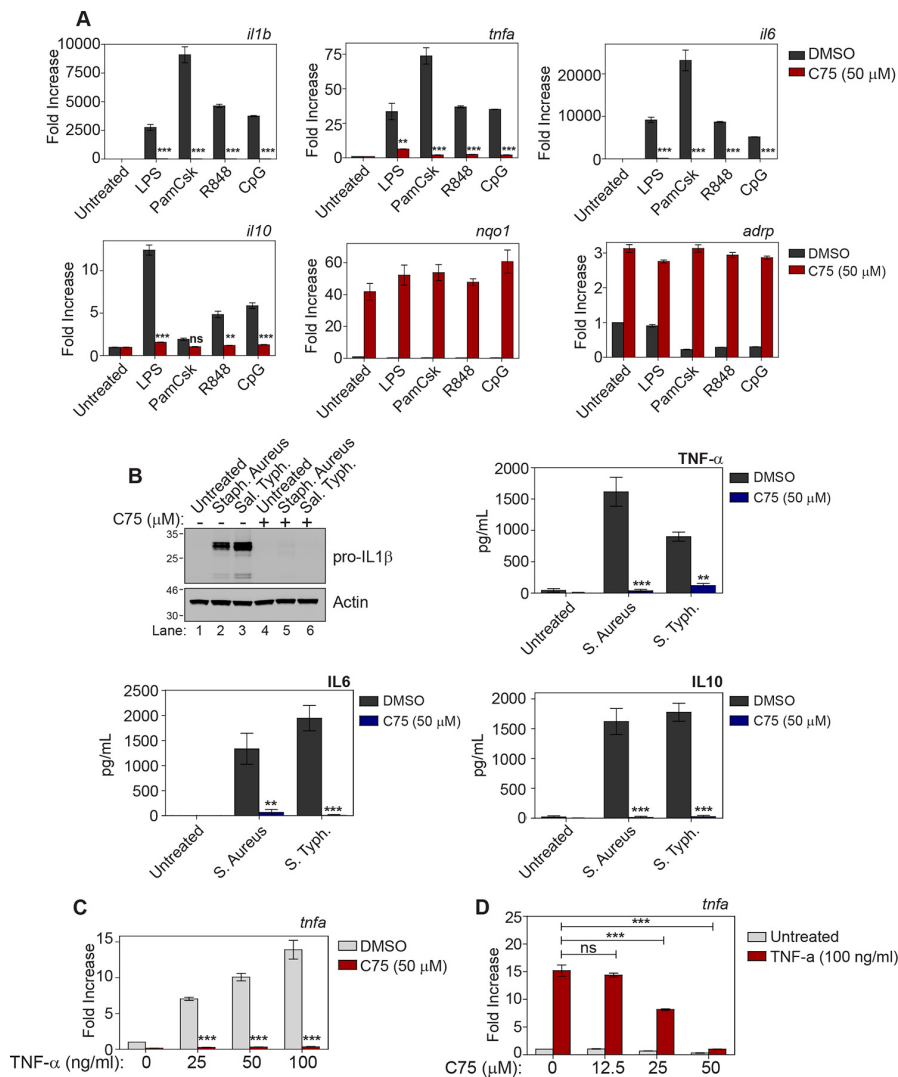 A
il1b
tnfa
il6
Fold Increase
10000
7500
5000
2500
0
*** *** *** ***
Untreated
LPS
PamCsk
R848
CpG
Fold Increase
80
60
40
20
0
** *** *** ***
Untreated
LPS
PamCsk
R848
CpG
Fold Increase
20000
10000
0
*** *** *** ***
Untreated
LPS
PamCsk
R848
CpG
DMSO
C75 (50 μM)
il10
nqo1
adrp
Fold Increase
10
5
0
*** ns ** ***
Untreated
LPS
PamCsk
R848
CpG
Fold Increase
60
40
20
0
Untreated
LPS
PamCsk
R848
CpG
Fold Increase
3
2
1
0
Untreated
LPS
PamCsk
R848
CpG
DMSO
C75 (50 μM)
B
Untreated
Staph. Aureus
Sal. Typh.
Untreated
Staph. Aureus
Sal. Typh.
C75 (μM): - - - + + +
35
25
pro-IL1β
46
30
Actin
Lane: 1 2 3 4 5 6
TNF-α
pg/mL
2000
1500
1000
500
0
*** **
Untreated
S. Aureus
S. Typh.
DMSO
C75 (50 μM)
IL6
pg/mL
2500
2000
1500
1000
500
0
** ***
Untreated
S. Aureus
S. Typh.
DMSO
C75 (50 μM)
IL10
pg/mL
2000
1500
1000
500
0
*** ***
Untreated
S. Aureus
S. Typh.
DMSO
C75 (50 μM)
C
tnfa
Fold Increase
15
10
5
0
*** *** ***
TNF-α (ng/ml): 0 25 50 100
DMSO
C75 (50 μM)
D
tnfa
Fold Increase
25
20
15
10
5
0
***
***
ns
C75 (μM): 0 12.5 25 50
Untreated
TNF-a (100 ng/ml)